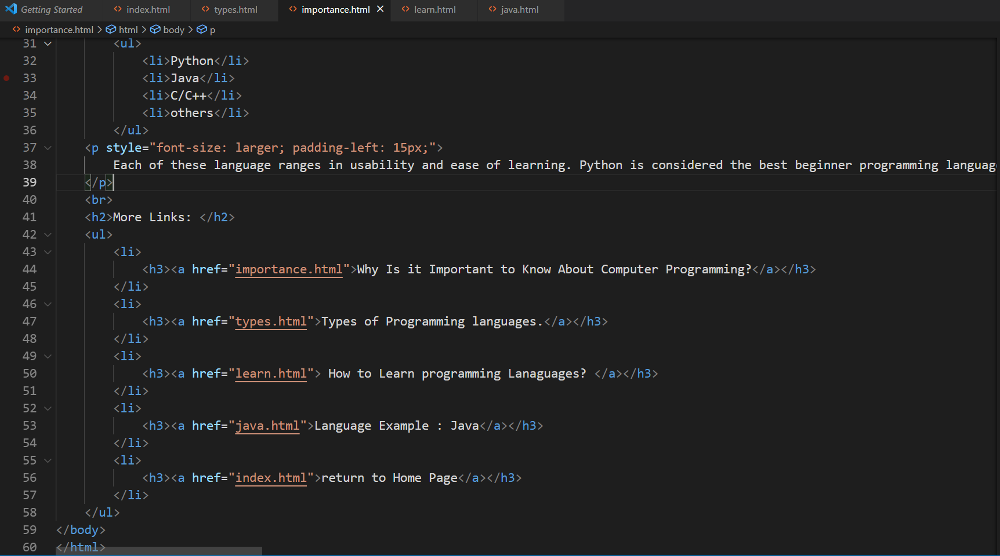 Getting Started index.html types.html importance.html learn.html java.html
importance.html > html > body > p
31 <ul>
32 <li>Python</li>
33 <li>Java</li>
34 <li>C/C++</li>
35 <li>others</li>
36 </ul>
37 <p style="font-size: larger; padding-left: 15px;">
38 Each of these language ranges in usability and ease of learning. Python is considered the best beginner programming language
39 </p>
40 <br>
41 <h2>More Links: </h2>
42 <ul>
43 <li>
44 <h3><a href="importance.html">Why Is it Important to Know About Computer Programming?</a></h3>
45 </li>
46 <li>
47 <h3><a href="types.html">Types of Programming languages.</a></h3>
48 </li>
49 <li>
50 <h3><a href="learn.html"> How to Learn programming Lanaguages? </a></h3>
51 </li>
52 <li>
53 <h3><a href="java.html">Language Example : Java</a></h3>
54 </li>
55 <li>
56 <h3><a href="index.html">return to Home Page</a></h3>
57 </li>
58 </ul>
59 </body>
60 </html>